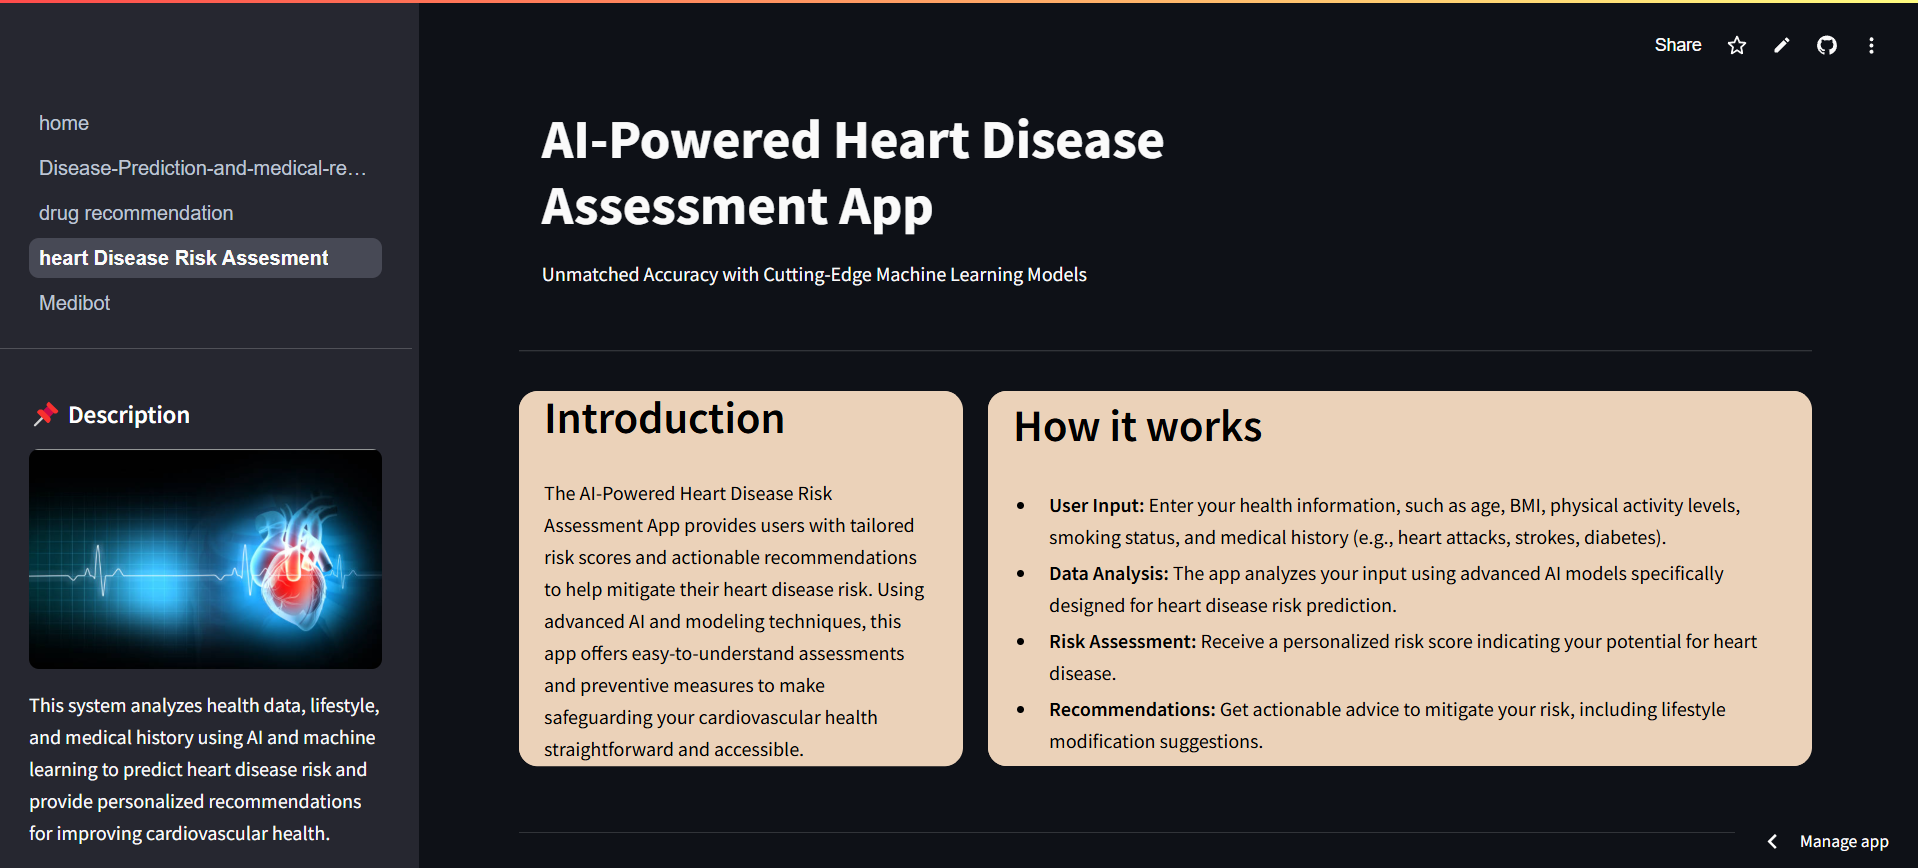 Share
home
Disease-Prediction-and-medical-re…
drug recommendation
heart Disease Risk Assesment
Medibot
Description
This system analyzes health data, lifestyle,
and medical history using AI and machine
learning to predict heart disease risk and
provide personalized recommendations
for improving cardiovascular health.
AI-Powered Heart Disease
Assessment App
Unmatched Accuracy with Cutting-Edge Machine Learning Models
Introduction
The AI-Powered Heart Disease Risk
Assessment App provides users with tailored
risk scores and actionable recommendations
to help mitigate their heart disease risk. Using
advanced AI and modeling techniques, this
app offers easy-to-understand assessments
and preventive measures to make
safeguarding your cardiovascular health
straightforward and accessible.
How it works
• User Input: Enter your health information, such as age, BMI, physical activity levels,
smoking status, and medical history (e.g., heart attacks, strokes, diabetes).
• Data Analysis: The app analyzes your input using advanced AI models specifically
designed for heart disease risk prediction.
• Risk Assessment: Receive a personalized risk score indicating your potential for heart
disease.
• Recommendations: Get actionable advice to mitigate your risk, including lifestyle
modification suggestions.
Manage app